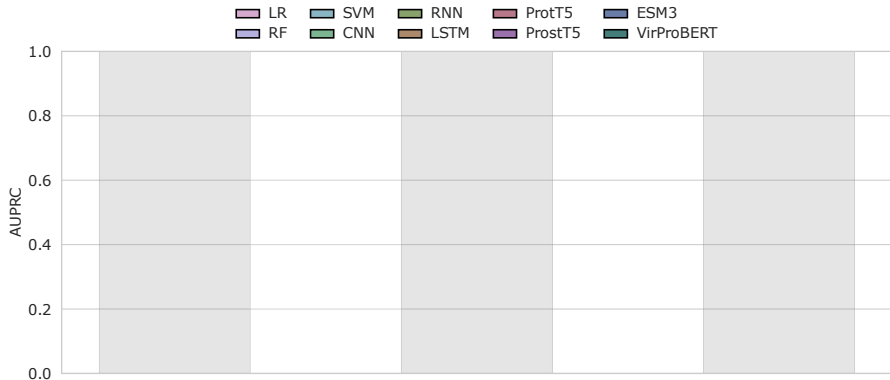 LR SVM RNN ProtT5 ESM3
RF CNN LSTM ProstT5 VirProBERT
1.0
0.8
0.6
AUPRC
0.4
0.2
0.0